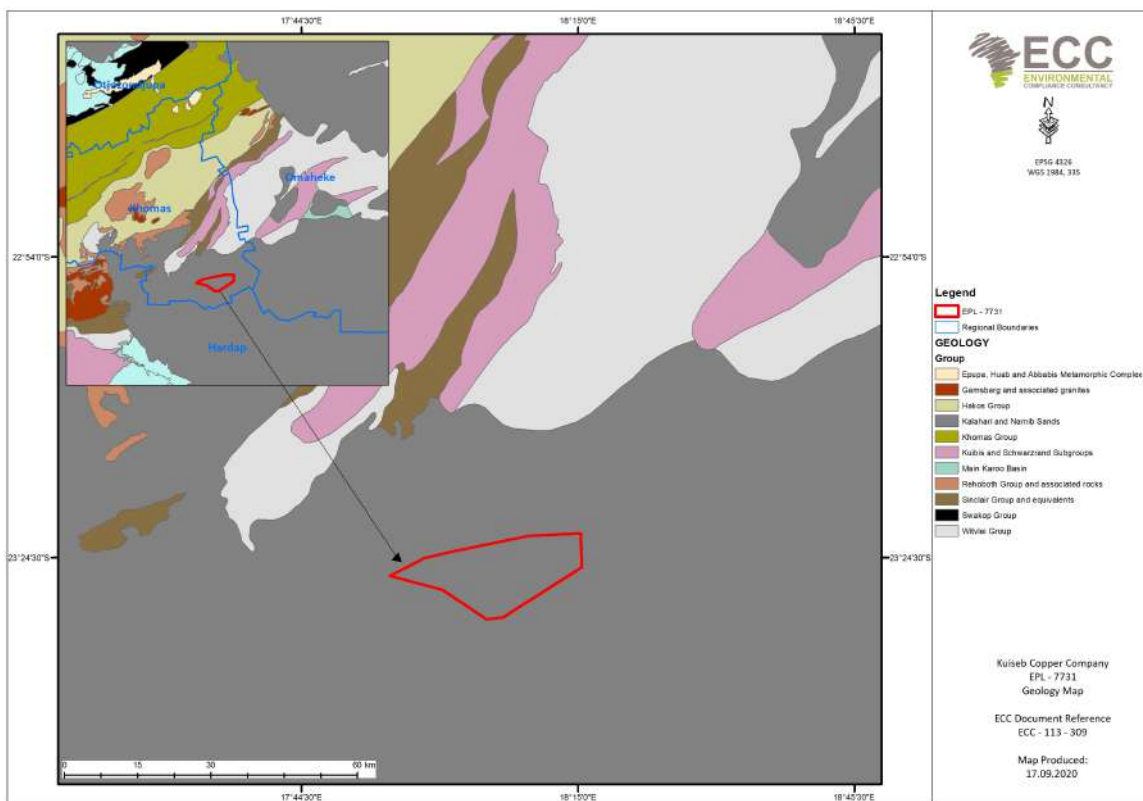 17°44'30"E
18°15'0"E
18°45'30"E
Khomas
Omaheke
Hardap
22°54'0"S
22°54'0"S
23°24'30"S
23°24'30"S
0
15
30
60 km
17°44'30"E
18°15'0"E
18°45'30"E
ECC
ENVIRONMENTAL
COMPLIANCE CONSULTANCY
N
EPSG 4326
WGS 1984, 33S
Legend
EPL - 7731
Regional Boundaries
GEOLOGY
Group
Epupa, Huab and Abbabis Metamorphic Complex
Gamsberg and associated granites
Hakos Group
Kalahari and Namib Sands
Khomas Group
Kuibis and Schwarzrand Subgroups
Main Karoo Basin
Rehoboth Group and associated rocks
Sinclair Group and equivalents
Swakop Group
Witvlei Group
Kuiseb Copper Company
EPL - 7731
Geology Map
ECC Document Reference
ECC - 113 - 309
Map Produced:
17.09.2020